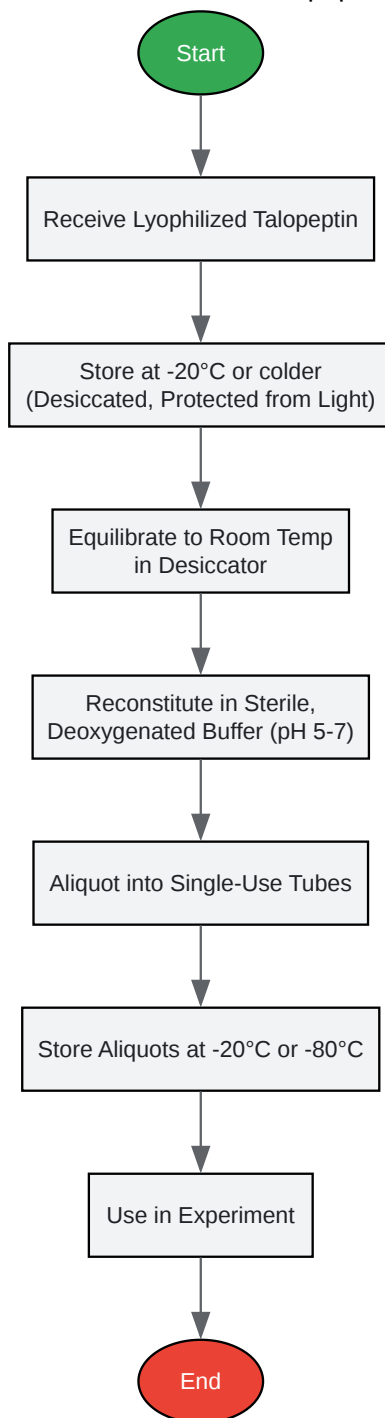 Start
Receive Lyophilized Talopeptin
Store at -20°C or colder
(Desiccated, Protected from Light)
Equilibrate to Room Temp
in Desiccator
Reconstitute in Sterile,
Deoxygenated Buffer (pH 5-7)
Aliquot into Single-Use Tubes
Store Aliquots at -20°C or -80°C
Use in Experiment
End